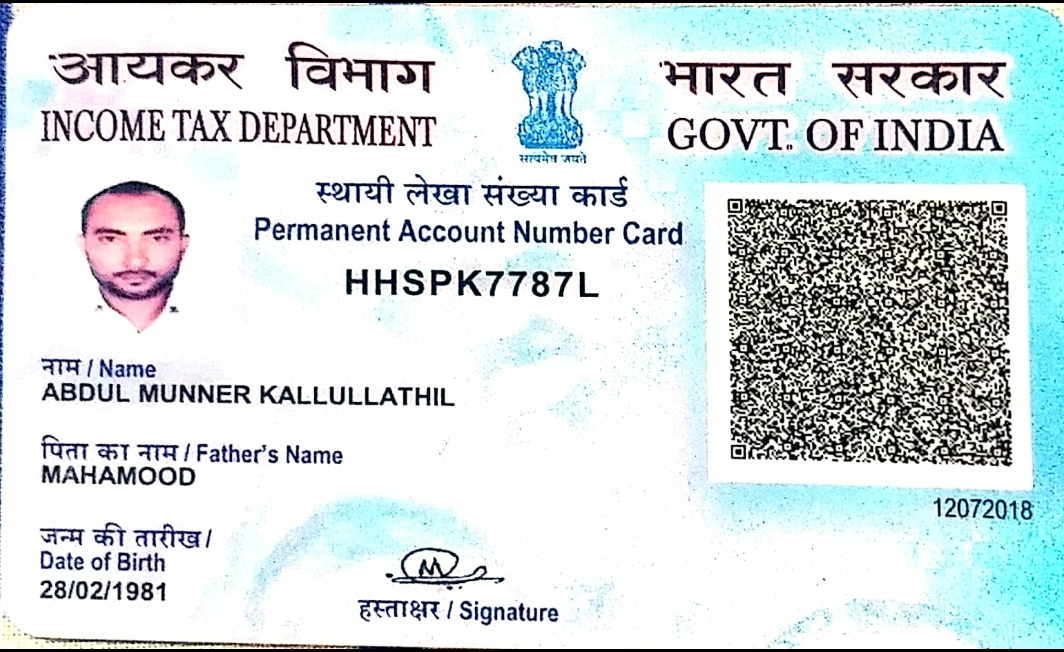 आयकर विभाग
INCOME TAX DEPARTMENT
सत्यमेव जयते
भारत सरकार
GOVT. OF INDIA
स्थायी लेखा संख्या कार्ड
Permanent Account Number Card
HHSPK7787L
नाम / Name
ABDUL MUNNER KALLULLATHIL
पिता का नाम / Father's Name
MAHAMOOD
जन्म की तारीख /
Date of Birth
28/02/1981
हस्ताक्षर / Signature
12072018